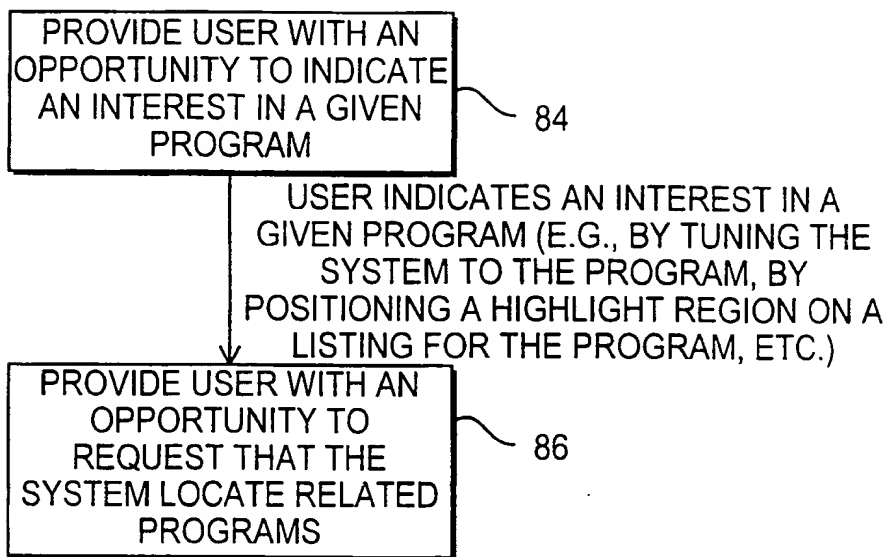 PROVIDE USER WITH AN
OPPORTUNITY TO INDICATE
AN INTEREST IN A GIVEN
PROGRAM
84
USER INDICATES AN INTEREST IN A
GIVEN PROGRAM (E.G., BY TUNING THE
SYSTEM TO THE PROGRAM, BY
POSITIONING A HIGHLIGHT REGION ON A
LISTING FOR THE PROGRAM, ETC.)
PROVIDE USER WITH AN
OPPORTUNITY TO
REQUEST THAT THE
SYSTEM LOCATE RELATED
PROGRAMS
86